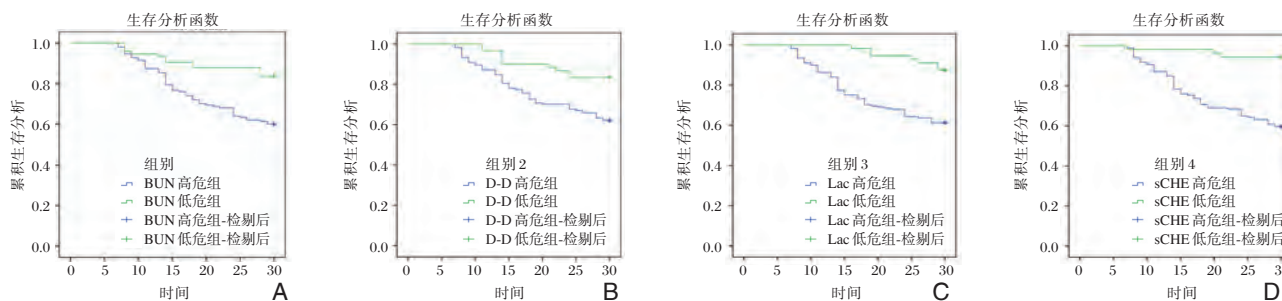 生存分析函数
累积生存分析
1.0
0.8
0.6
0.4
0.2
0.0
组别
BUN 高危组
BUN 低危组
BUN 高危组-检剔后
BUN 低危组-检剔后
0 5 10 15 20 25 30
时间
A
生存分析函数
累积生存分析
1.0
0.8
0.6
0.4
0.2
0.0
组别 2
D-D 高危组
D-D 低危组
D-D 高危组-检剔后
D-D 低危组-检剔后
0 5 10 15 20 25 30
时间
B
生存分析函数
累积生存分析
1.0
0.8
0.6
0.4
0.2
0.0
组别 3
Lac 高危组
Lac 低危组
Lac 高危组-检剔后
Lac 低危组-检剔后
0 5 10 15 20 25 30
时间
C
生存分析函数
累积生存分析
1.0
0.8
0.6
0.4
0.2
0.0
组别 4
sCHE 高危组
sCHE 低危组
sCHE 高危组-检剔后
sCHE 低危组-检剔后
0 5 10 15 20 25 30
时间
D